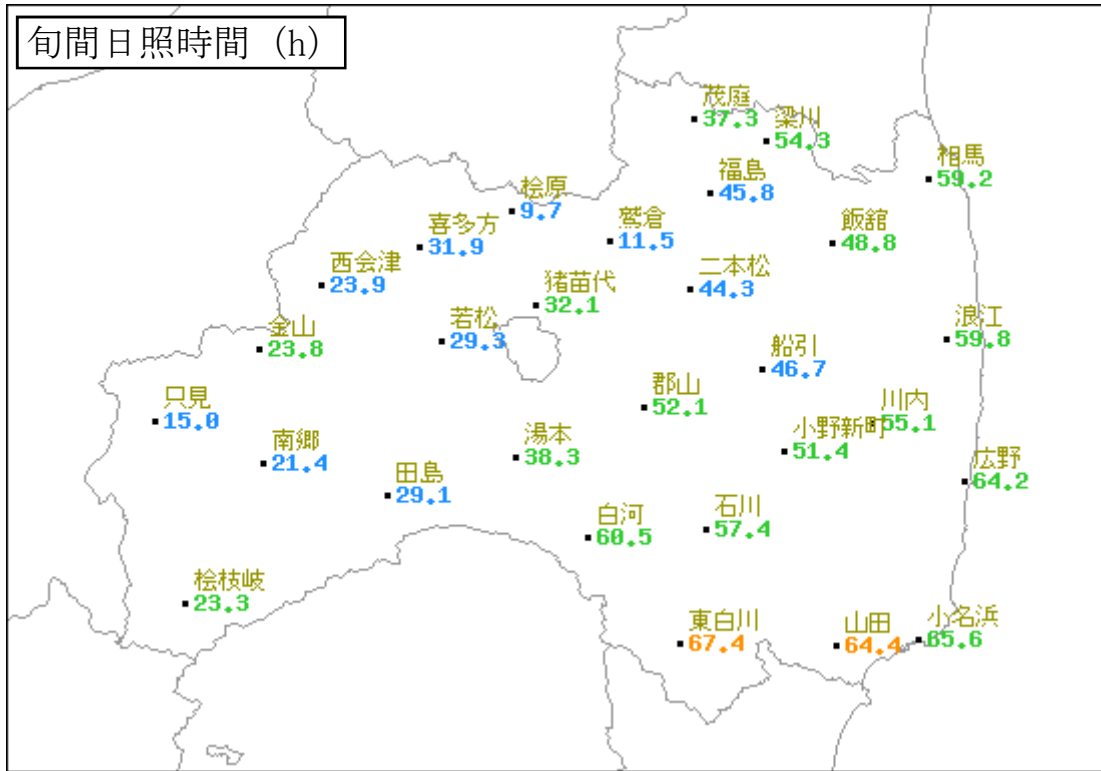 旬間日照時間 (h)
茂庭
37.3
梁川
54.3
相馬
59.2
福島
45.8
桧原
9.7
鷲倉
11.5
喜多方
31.9
飯舘
48.8
西会津
23.9
二本松
44.3
猪苗代
32.1
金山
23.8
若松
29.3
浪江
59.8
船引
46.7
只見
15.0
郡山
52.1
川内
55.1
南郷
21.4
湯本
38.3
小野新町
51.4
広野
64.2
田島
29.1
白河
60.5
石川
57.4
桧枝岐
23.3
東白川
67.4
山田
64.4
小名浜
65.6